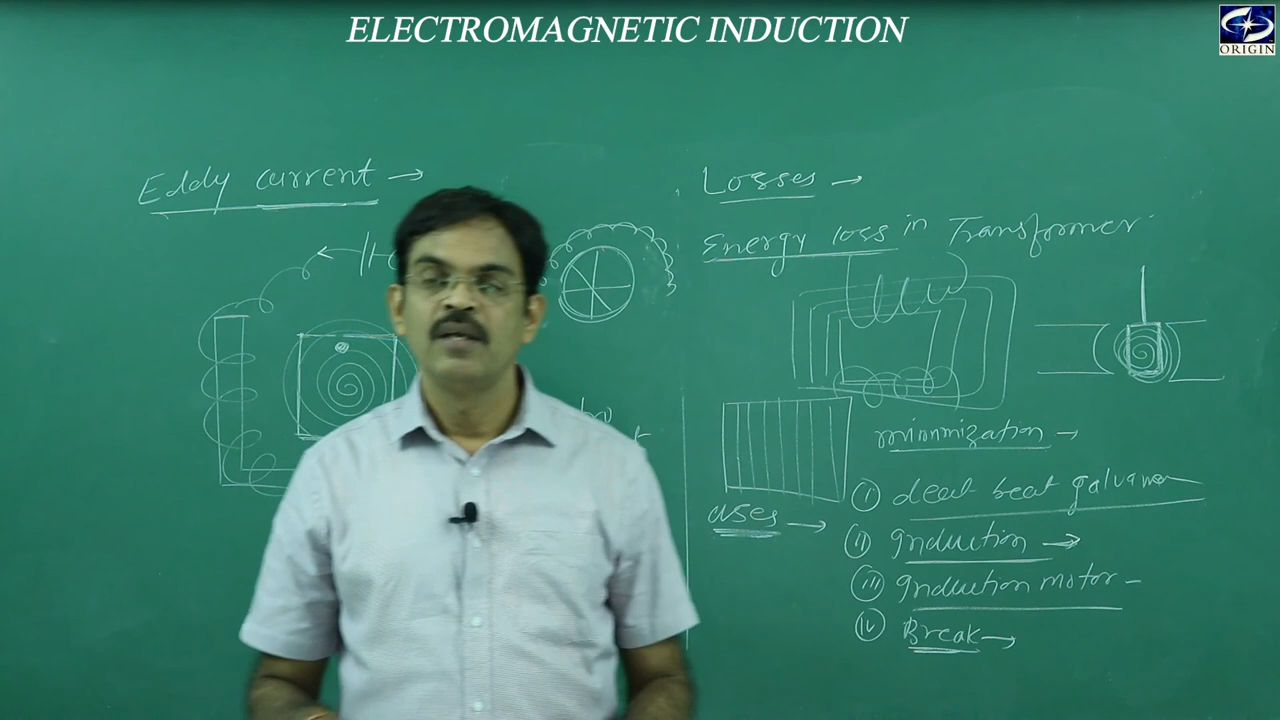 ELECTROMAGNETIC INDUCTION
ORIGIN
Eddy current →
Losses →
Energy loss in Transformer
minimization →
uses →
(i) dead beat galvano
(ii) Induction →
(iii) Induction motor -
(iv) Break →